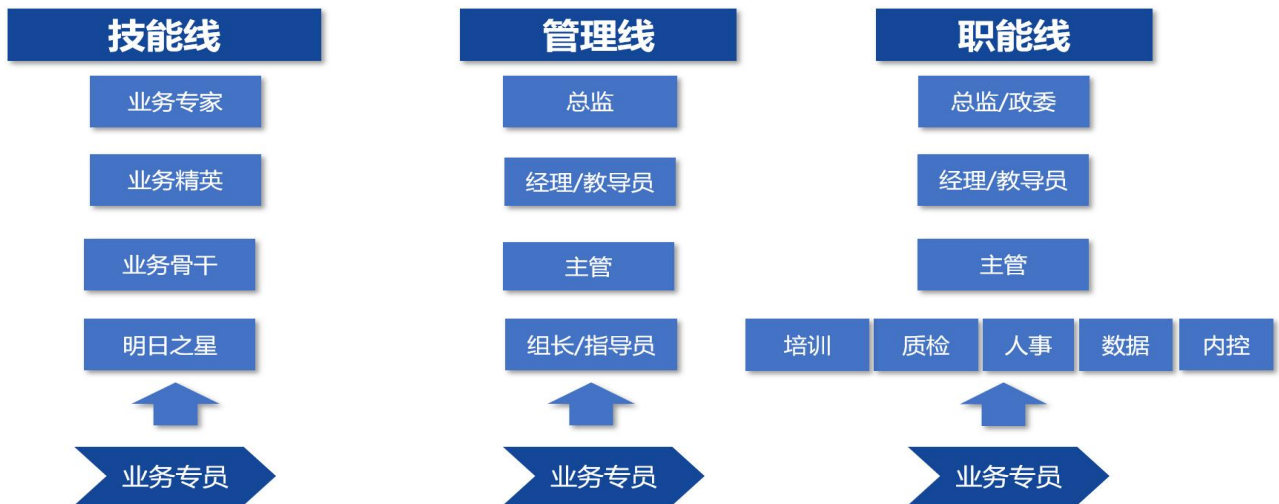 技能线 管理线 职能线
业务专家 总监 总监/政委
业务精英 经理/教导员 经理/教导员
业务骨干 主管 主管
明日之星 组长/指导员 培训 质检 人事 数据 内控
业务专员 业务专员 业务专员